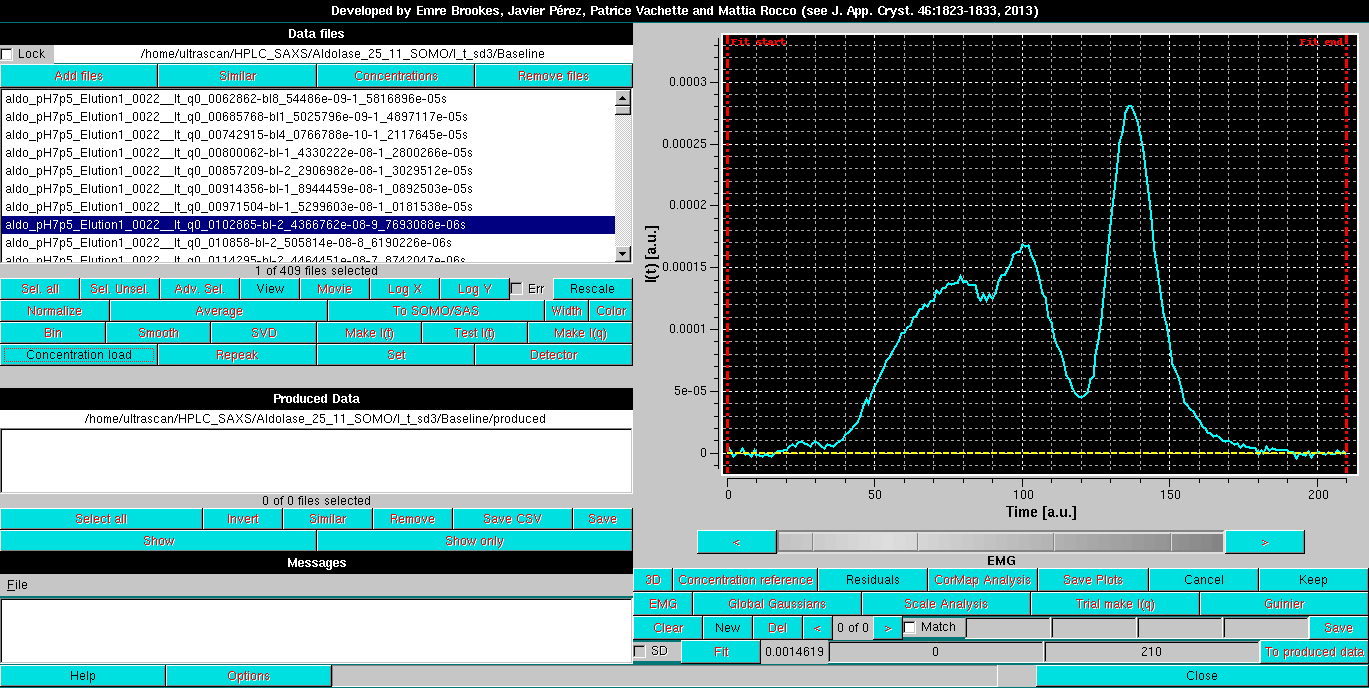 Developed by Emre Brookes, Javier Pérez, Patrice Vachette and Mattia Rocco (see J. App. Cryst. 46:1823-1833, 2013)
Data files
Lock /home/ultrascan/HPLC_SAXS/Aldolase_25_11_SOMO/I_t_sd3/Baseline
Add files Similar Concentrations Remove files
aldo_pH7p5_Elution1_0022__It_q0_0062862-bl8_54486e-09-1_5816896e-05s
aldo_pH7p5_Elution1_0022__It_q0_00685768-bl1_5025796e-09-1_4897117e-05s
aldo_pH7p5_Elution1_0022__It_q0_00742915-bl4_0766788e-10-1_2117645e-05s
aldo_pH7p5_Elution1_0022__It_q0_00800062-bl-1_4330222e-08-1_2800266e-05s
aldo_pH7p5_Elution1_0022__It_q0_00857209-bl-2_2906982e-08-1_3029512e-05s
aldo_pH7p5_Elution1_0022__It_q0_00914356-bl-1_8944459e-08-1_0892503e-05s
aldo_pH7p5_Elution1_0022__It_q0_00971504-bl-1_5299603e-08-1_0181538e-05s
aldo_pH7p5_Elution1_0022__It_q0_0102865-bl-2_4366762e-08-9_7693088e-06s
aldo_pH7p5_Elution1_0022__It_q0_010858-bl-2_505814e-08-8_6190226e-06s
aldo_pH7p5_Elution1_0022__It_q0_0114295-bl-2_4464451e-08-7_8742047e-06s
1 of 409 files selected
Sel. all Sel. Unsel. Adv. Sel. View Movie Log X Log Y Err Rescale
Normalize Average To SOMO/SAS Width Color
Bin Smooth SVD Make I(t) Test I(t) Make I(q)
Concentration load Repeak Set Detector
Produced Data
/home/ultrascan/HPLC_SAXS/Aldolase_25_11_SOMO/I_t_sd3/Baseline/produced
0 of 0 files selected
Select all Invert Similar Remove Save CSV Save
Show Show only
Messages
File
Help Options
Fit start Fit end
0.0003
0.00025
0.0002
0.00015
0.0001
5e-05
0
I(t) [a.u.]
0 50 100 150 200
Time [a.u.]
< >
EMG
3D Concentration reference Residuals CorMap Analysis Save Plots Cancel Keep
EMG Global Gaussians Scale Analysis Trial make I(q) Guinier
Clear New Del < 0 of 0 > Match Save
SD Fit 0.0014619 0 210 To produced data
Close